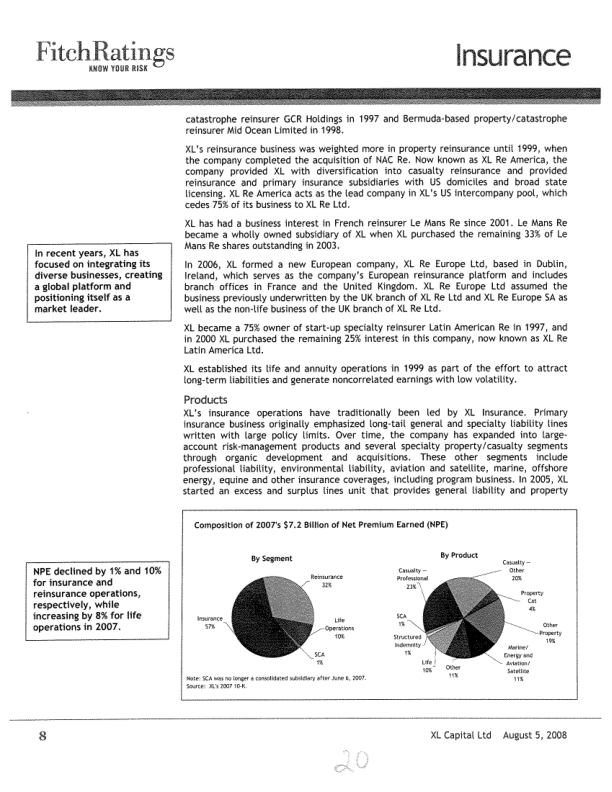 FitchRatings
KNOW YOUR RISK
Insurance
catastrophe reinsurer GCR Holdings in 1997 and Bermuda-based property/catastrophe
reinsurer Mid Ocean Limited in 1998.
XL's reinsurance business was weighted more in property reinsurance until 1999, when
the company completed the acquisition of NAC Re. Now known as XL Re America, the
company provided XL with diversification into casualty reinsurance and provided
reinsurance and primary insurance subsidiaries with US domiciles and broad state
licensing. XL Re America acts as the lead company in XL's US intercompany pool, which
cedes 75% of its business to XL Re Ltd.
XL has had a business interest in French reinsurer Le Mans Re since 2001. Le Mans Re
became a wholly owned subsidiary of XL when XL purchased the remaining 33% of Le
Mans Re shares outstanding in 2003.
In recent years, XL has
focused on integrating its
diverse businesses, creating
a global platform and
positioning itself as a
market leader.
In 2006, XL formed a new European company, XL Re Europe Ltd, based in Dublin,
Ireland, which serves as the company's European reinsurance platform and includes
branch offices in France and the United Kingdom. XL Re Europe Ltd assumed the
business previously underwritten by the UK branch of XL Re Ltd and XL Re Europe SA as
well as the non-life business of the UK branch of XL Re Ltd.
XL became a 75% owner of start-up specialty reinsurer Latin American Re in 1997, and
in 2000 XL purchased the remaining 25% interest in this company, now known as XL Re
Latin America Ltd.
XL established its life and annuity operations in 1999 as part of the effort to attract
long-term liabilities and generate noncorrelated earnings with low volatility.
Products
XL's insurance operations have traditionally been led by XL Insurance. Primary
insurance business originally emphasized long-tail general and specialty liability lines
written with large policy limits. Over time, the company has expanded into large-
account risk-management products and several specialty property/casualty segments
through organic development and acquisitions. These other segments include
professional liability, environmental liability, aviation and satellite, marine, offshore
energy, equine and other insurance coverages, including program business. In 2005, XL
started an excess and surplus lines unit that provides general liability and property
NPE declined by 1% and 10%
for insurance and
reinsurance operations,
respectively, while
increasing by 8% for life
operations in 2007.
Composition of 2007's $7.2 Billion of Net Premium Earned (NPE)
By Segment
Reinsurance
32%
Life
Operations
10%
SCA
1%
Insurance
57%
By Product
Casualty —
Other
20%
Property
Cat
4%
Other
Property
19%
Marine/
Energy and
Aviation/
Satellite
11%
Other
11%
Life
10%
Structured
Indemnity
1%
SCA
1%
Casualty —
Professional
23%
Note: SCA was no longer a consolidated subsidiary after June 6, 2007.
Source: XL's 2007 10-K.
8
XL Capital Ltd August 5, 2008
20